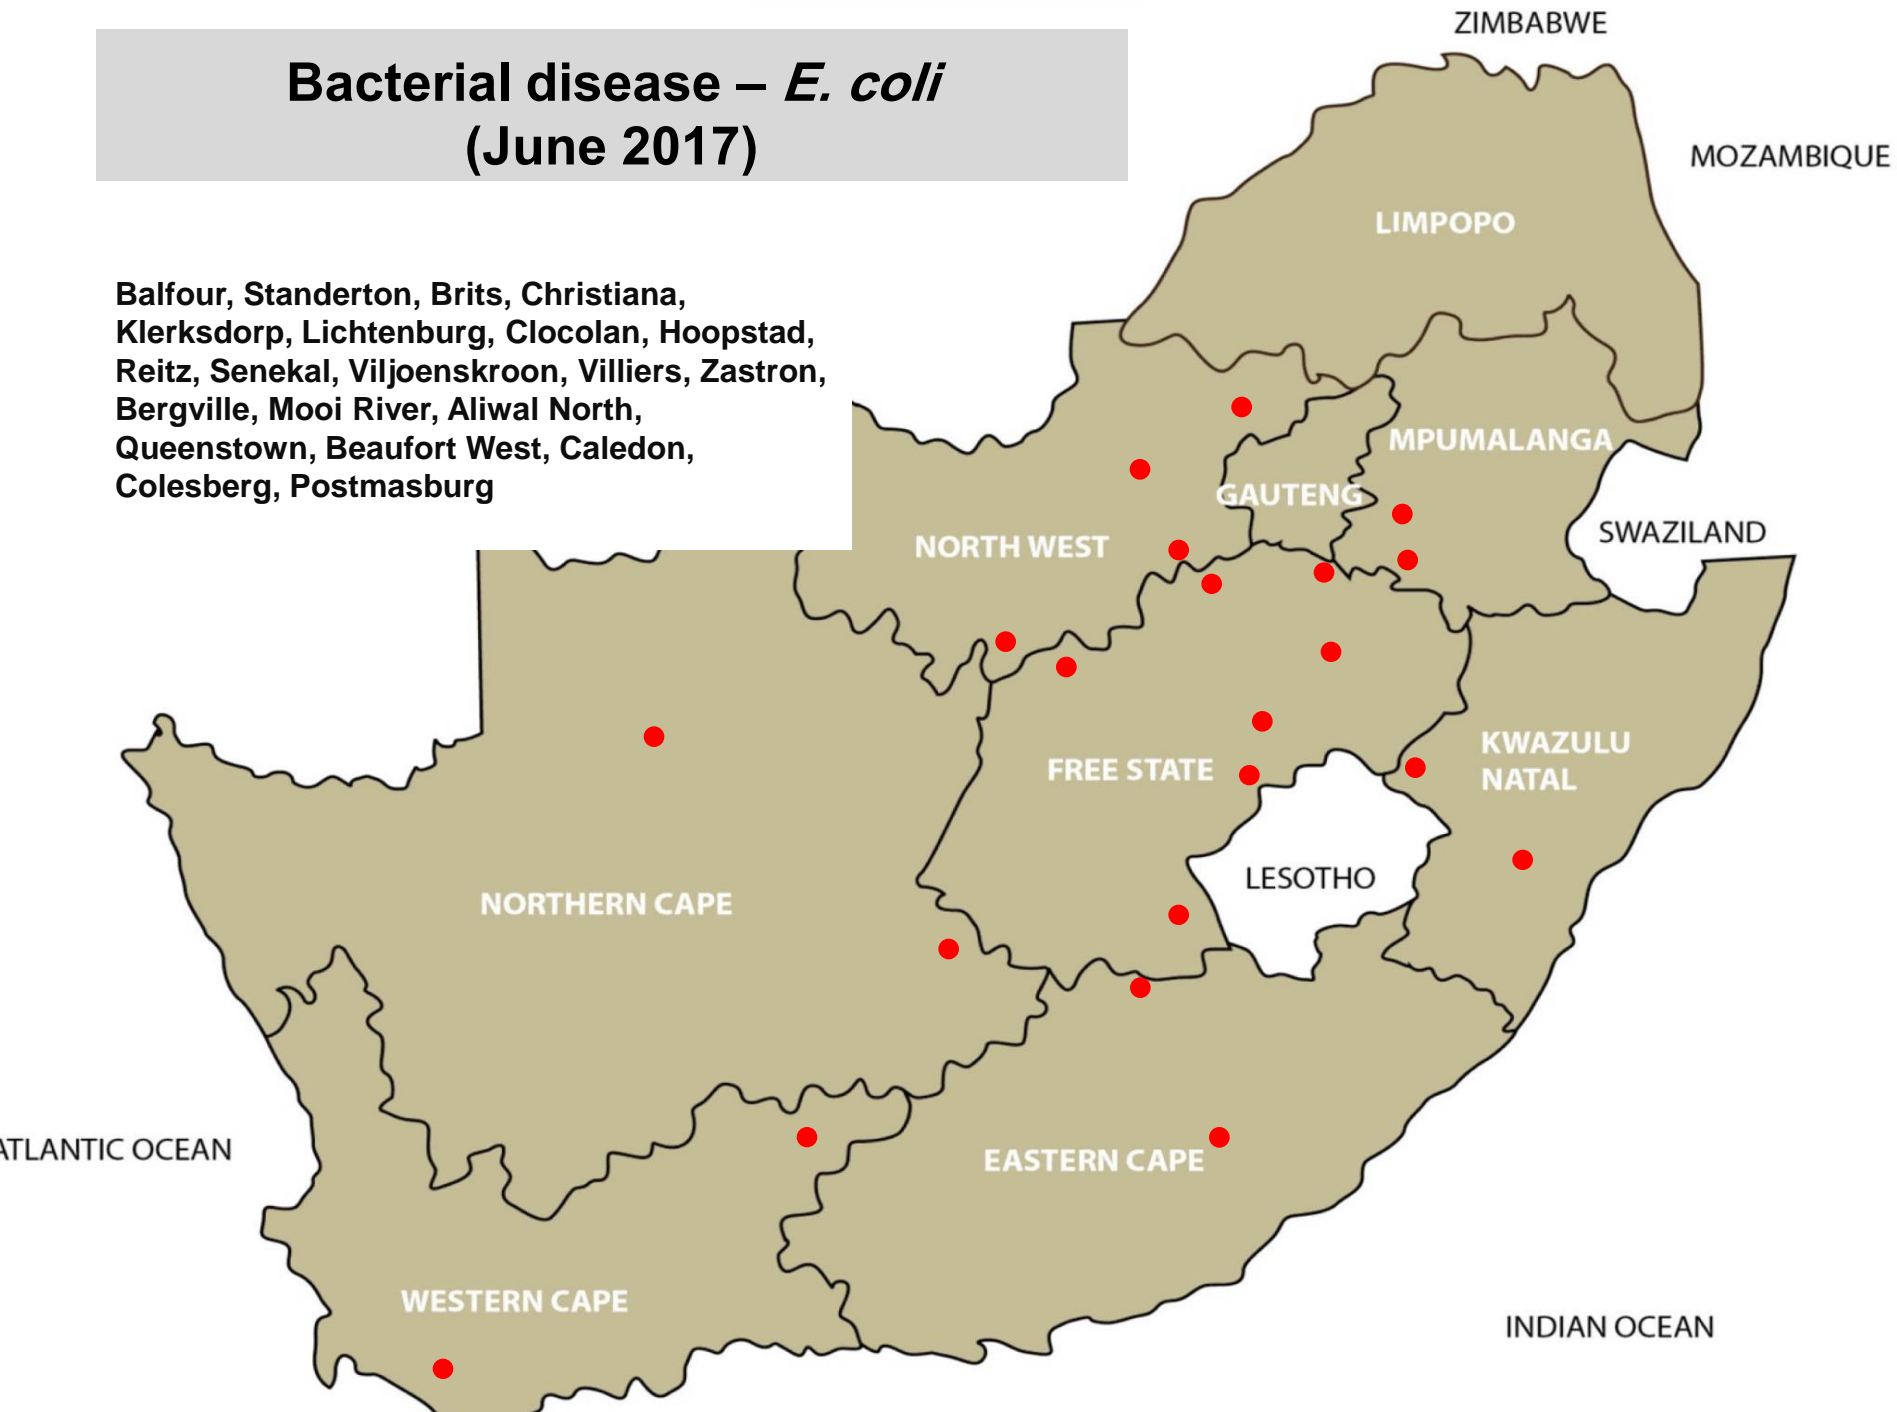 Bacterial disease – E. coli
(June 2017)
Balfour, Standerton, Brits, Christiana,
Klerksdorp, Lichtenburg, Clocolan, Hoopstad,
Reitz, Senekal, Viljoenskroon, Villiers, Zastron,
Bergville, Mooi River, Aliwal North,
Queenstown, Beaufort West, Caledon,
Colesberg, Postmasburg
ZIMBABWE
MOZAMBIQUE
LIMPOPO
MPUMALANGA
GAUTENG
SWAZILAND
NORTH WEST
KWAZULU
NATAL
FREE STATE
LESOTHO
NORTHERN CAPE
ATLANTIC OCEAN
EASTERN CAPE
WESTERN CAPE
INDIAN OCEAN